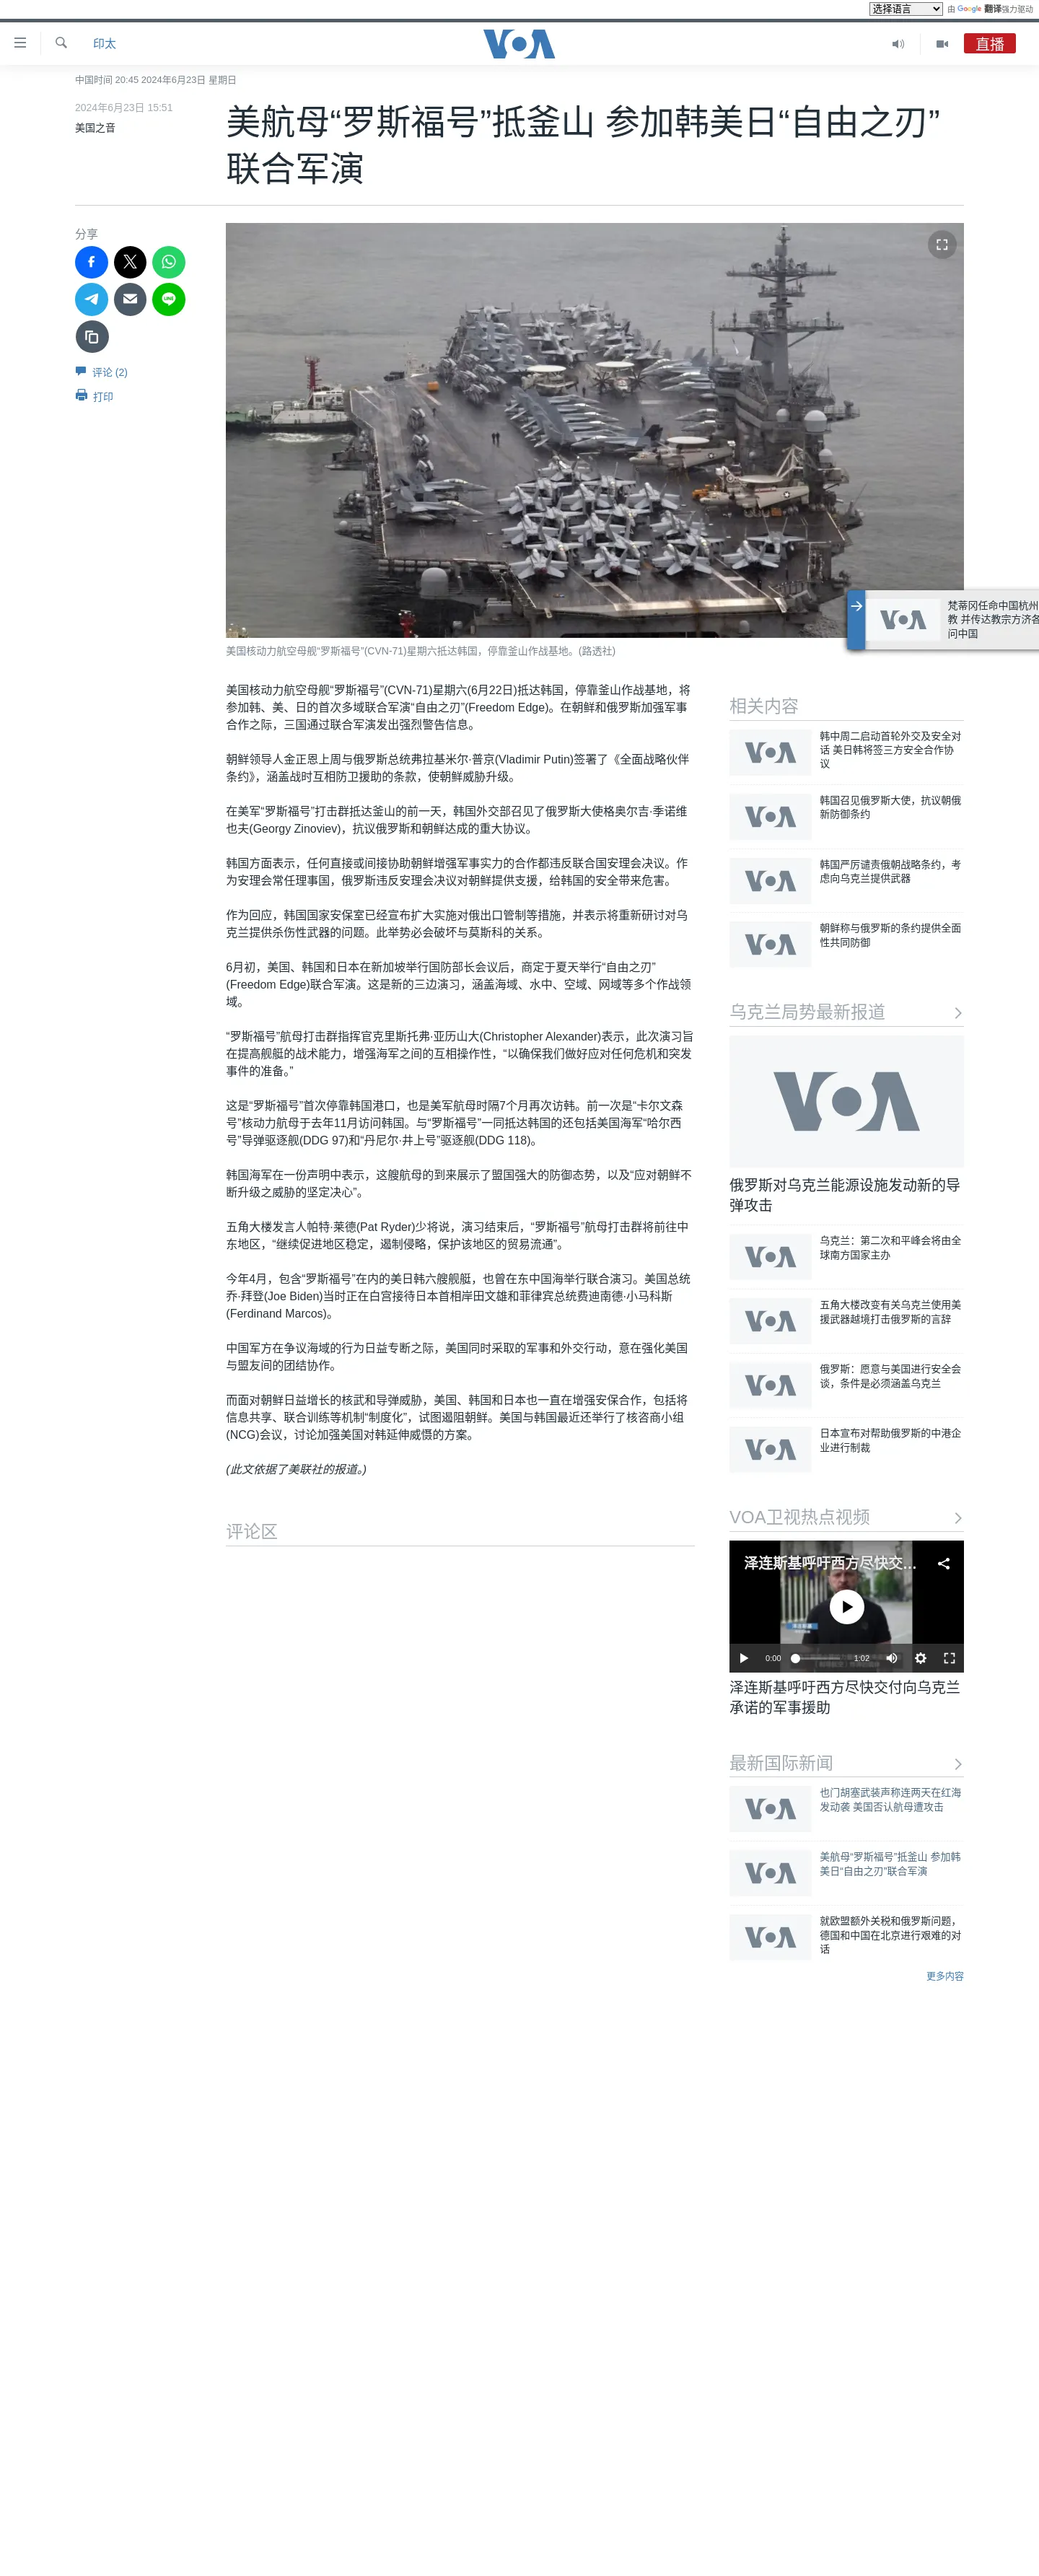 选择语言
由 Google 翻译强力驱动
印太
VOA
直播
中国时间 20:45 2024年6月23日 星期日
2024年6月23日 15:51
美国之音
美航母“罗斯福号”抵釜山 参加韩美日“自由之刃”
联合军演
分享
评论 (2)
打印
美国核动力航空母舰“罗斯福号”(CVN-71)星期六抵达韩国，停靠釜山作战基地。(路透社)
VOA
梵蒂冈任命中国杭州
教 并传达教宗方济各
问中国
美国核动力航空母舰“罗斯福号”(CVN-71)星期六(6月22日)抵达韩国，停靠釜山作战基地，将
参加韩、美、日的首次多域联合军演“自由之刃”(Freedom Edge)。在朝鲜和俄罗斯加强军事
合作之际，三国通过联合军演发出强烈警告信息。
朝鲜领导人金正恩上周与俄罗斯总统弗拉基米尔·普京(Vladimir Putin)签署了《全面战略伙伴
条约》，涵盖战时互相防卫援助的条款，使朝鲜威胁升级。
在美军“罗斯福号”打击群抵达釜山的前一天，韩国外交部召见了俄罗斯大使格奥尔吉·季诺维
也夫(Georgy Zinoviev)，抗议俄罗斯和朝鲜达成的重大协议。
韩国方面表示，任何直接或间接协助朝鲜增强军事实力的合作都违反联合国安理会决议。作
为安理会常任理事国，俄罗斯违反安理会决议对朝鲜提供支援，给韩国的安全带来危害。
作为回应，韩国国家安保室已经宣布扩大实施对俄出口管制等措施，并表示将重新研讨对乌
克兰提供杀伤性武器的问题。此举势必会破坏与莫斯科的关系。
6月初，美国、韩国和日本在新加坡举行国防部长会议后，商定于夏天举行“自由之刃”
(Freedom Edge)联合军演。这是新的三边演习，涵盖海域、水中、空域、网域等多个作战领
域。
“罗斯福号”航母打击群指挥官克里斯托弗·亚历山大(Christopher Alexander)表示，此次演习旨
在提高舰艇的战术能力，增强海军之间的互相操作性，“以确保我们做好应对任何危机和突发
事件的准备。”
这是“罗斯福号”首次停靠韩国港口，也是美军航母时隔7个月再次访韩。前一次是“卡尔文森
号”核动力航母于去年11月访问韩国。与“罗斯福号”一同抵达韩国的还包括美国海军“哈尔西
号”导弹驱逐舰(DDG 97)和“丹尼尔·井上号”驱逐舰(DDG 118)。
韩国海军在一份声明中表示，这艘航母的到来展示了盟国强大的防御态势，以及“应对朝鲜不
断升级之威胁的坚定决心”。
五角大楼发言人帕特·莱德(Pat Ryder)少将说，演习结束后，“罗斯福号”航母打击群将前往中
东地区，“继续促进地区稳定，遏制侵略，保护该地区的贸易流通”。
今年4月，包含“罗斯福号”在内的美日韩六艘舰艇，也曾在东中国海举行联合演习。美国总统
乔·拜登(Joe Biden)当时正在白宫接待日本首相岸田文雄和菲律宾总统费迪南德·小马科斯
(Ferdinand Marcos)。
中国军方在争议海域的行为日益专断之际，美国同时采取的军事和外交行动，意在强化美国
与盟友间的团结协作。
而面对朝鲜日益增长的核武和导弹威胁，美国、韩国和日本也一直在增强安保合作，包括将
信息共享、联合训练等机制“制度化”，试图遏阻朝鲜。美国与韩国最近还举行了核咨商小组
(NCG)会议，讨论加强美国对韩延伸威慑的方案。
(此文依据了美联社的报道。)
评论区
相关内容
VOA
韩中周二启动首轮外交及安全对
话 美日韩将签三方安全合作协
议
VOA
韩国召见俄罗斯大使，抗议朝俄
新防御条约
VOA
韩国严厉谴责俄朝战略条约，考
虑向乌克兰提供武器
VOA
朝鲜称与俄罗斯的条约提供全面
性共同防御
乌克兰局势最新报道
VOA
俄罗斯对乌克兰能源设施发动新的导
弹攻击
VOA
乌克兰：第二次和平峰会将由全
球南方国家主办
VOA
五角大楼改变有关乌克兰使用美
援武器越境打击俄罗斯的言辞
VOA
俄罗斯：愿意与美国进行安全会
谈，条件是必须涵盖乌克兰
VOA
日本宣布对帮助俄罗斯的中港企
业进行制裁
VOA卫视热点视频
泽连斯基呼吁西方尽快交...
0:00
1:02
泽连斯基呼吁西方尽快交付向乌克兰
承诺的军事援助
最新国际新闻
VOA
也门胡塞武装声称连两天在红海
发动袭 美国否认航母遭攻击
VOA
美航母“罗斯福号”抵釜山 参加韩
美日“自由之刃”联合军演
VOA
就欧盟额外关税和俄罗斯问题，
德国和中国在北京进行艰难的对
话
更多内容